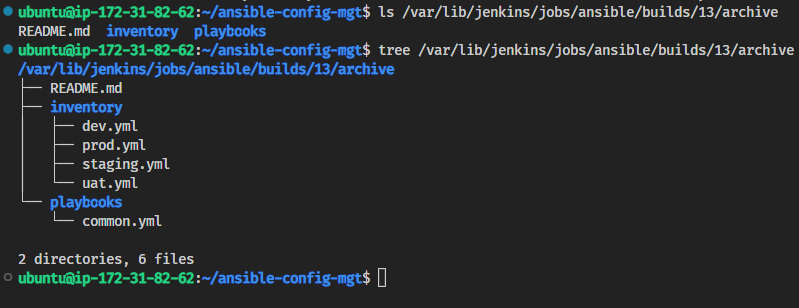 ubuntu@ip-172-31-82-62:~/ansible-config-mgt$ ls /var/lib/jenkins/jobs/ansible/builds/13/archive
README.md  inventory  playbooks
ubuntu@ip-172-31-82-62:~/ansible-config-mgt$ tree /var/lib/jenkins/jobs/ansible/builds/13/archive
/var/lib/jenkins/jobs/ansible/builds/13/archive
├── README.md
├── inventory
│   ├── dev.yml
│   ├── prod.yml
│   ├── staging.yml
│   └── uat.yml
└── playbooks
    └── common.yml

2 directories, 6 files
ubuntu@ip-172-31-82-62:~/ansible-config-mgt$